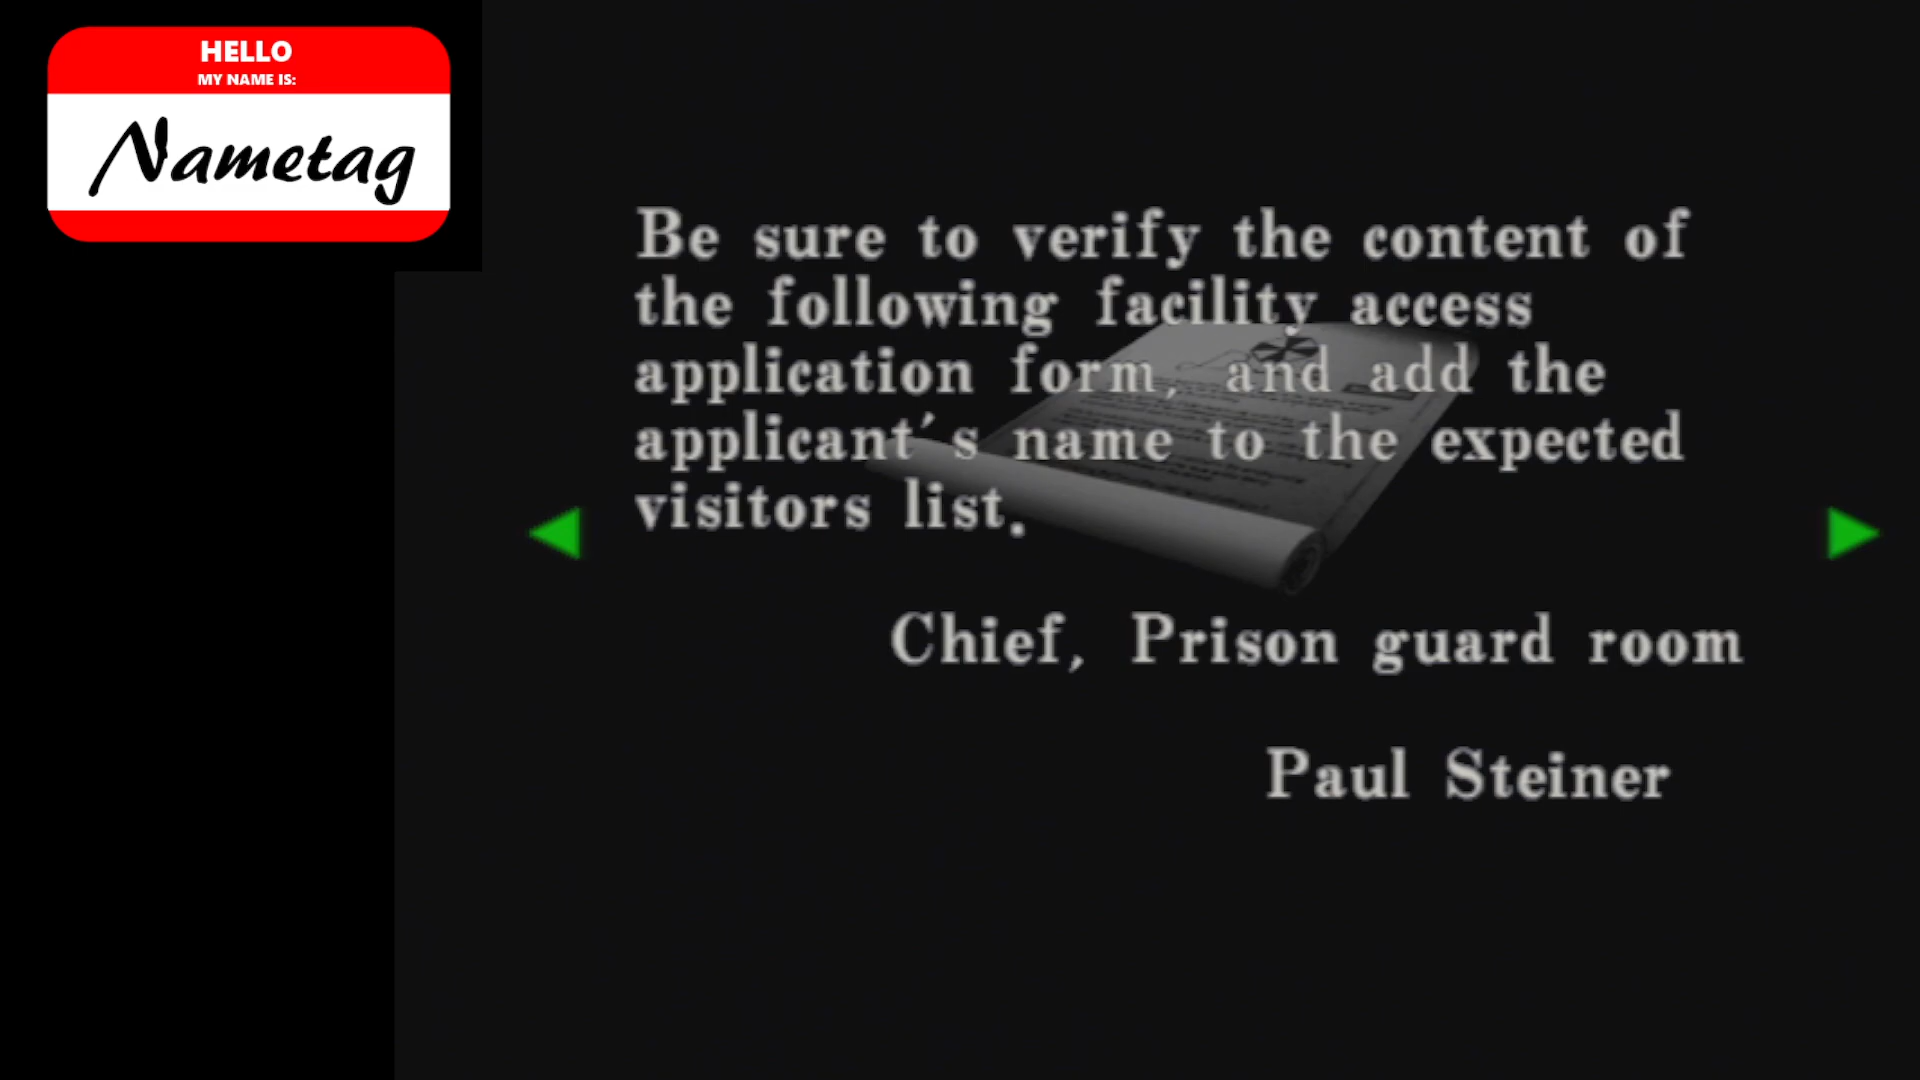 HELLO
MY NAME IS:
Nametag
Be sure to verify the content of
the following facility access
application form, and add the
applicant's name to the expected
visitors list.
Chief, Prison guard room
Paul Steiner